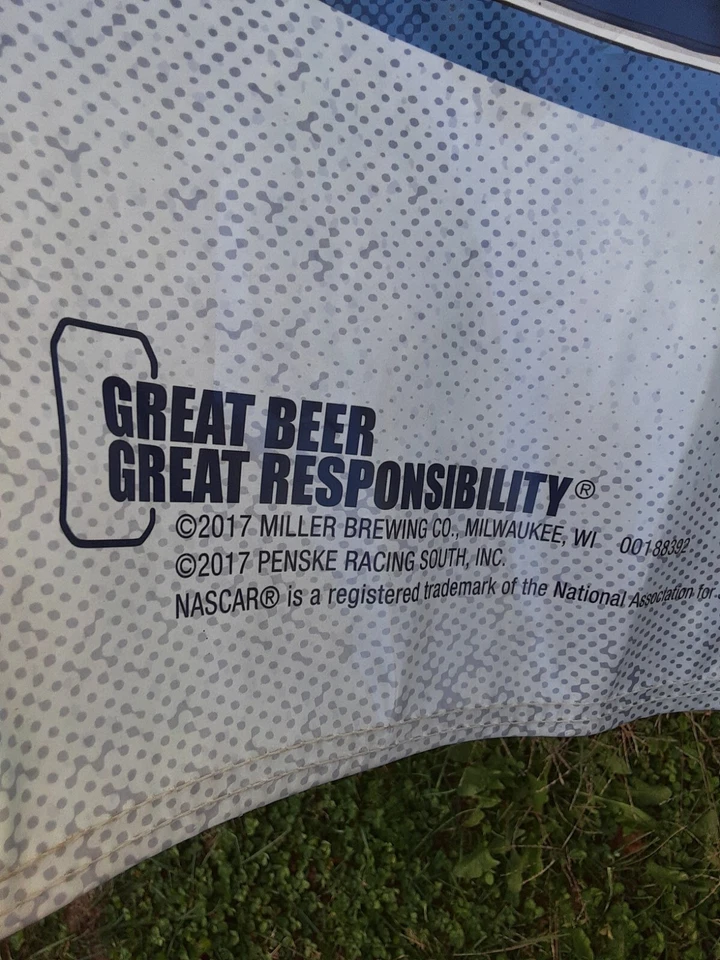 GREAT BEER
GREAT RESPONSIBILITY®
©2017 MILLER BREWING CO., MILWAUKEE, WI 00188392
©2017 PENSKE RACING SOUTH, INC.
NASCAR® is a registered trademark of the National Association for